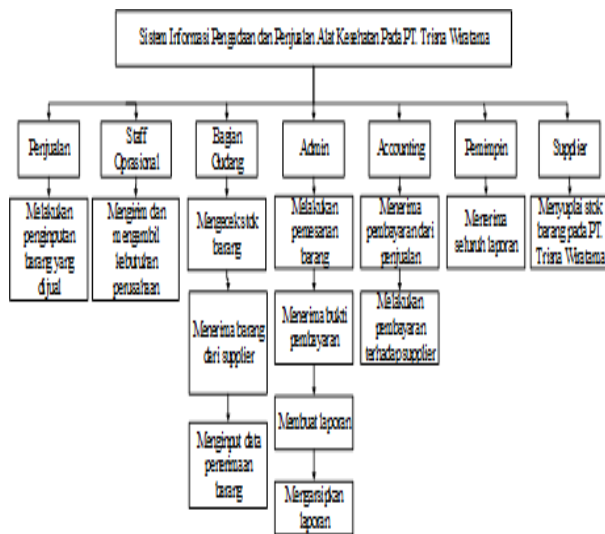 Sistem Informasi Pengadaan dan Penjualan Alat Kesehatan Pada PT. Trisna Wiratama
Penjualan
Staff
Oprasional
Bagian
Gudang
Admin
Accounting
Pemimpin
Supplier
Melakukan
penginputan
barang yang
dijual
Mengirim dan
mengambil
kebutuhan
perusahaan
Mengecek stok
barang
Melakukan
pemesanan
barang
Menerima
pembayaran dari
penjualan
Menerima
seluruh laporan
Menyuplai stok
barang pada PT.
Trisna Wiratama
Menerima barang
dari supplier
Menerima bukti
pembayaran
Melakukan
pembayaran
terhadap supplier
Menginput data
penerimaan
barang
Membuat laporan
Mengarsipkan
laporan